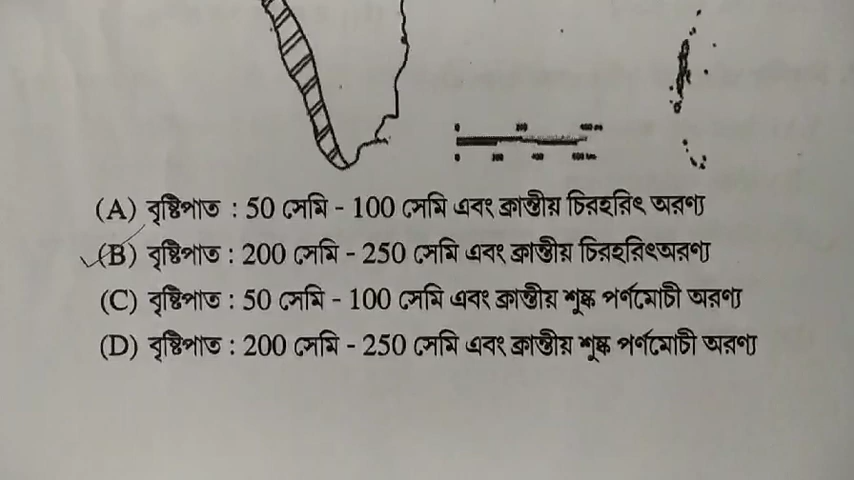 (A) বৃষ্টিপাত : 50 সেমি - 100 সেমি এবং ক্রান্তীয় চিরহরিৎ অরণ্য
(B) বৃষ্টিপাত : 200 সেমি - 250 সেমি এবং ক্রান্তীয় চিরহরিৎঅরণ্য
(C) বৃষ্টিপাত : 50 সেমি - 100 সেমি এবং ক্রান্তীয় শুষ্ক পর্ণমোচী অরণ্য
(D) বৃষ্টিপাত : 200 সেমি - 250 সেমি এবং ক্রান্তীয় শুষ্ক পর্ণমোচী অরণ্য